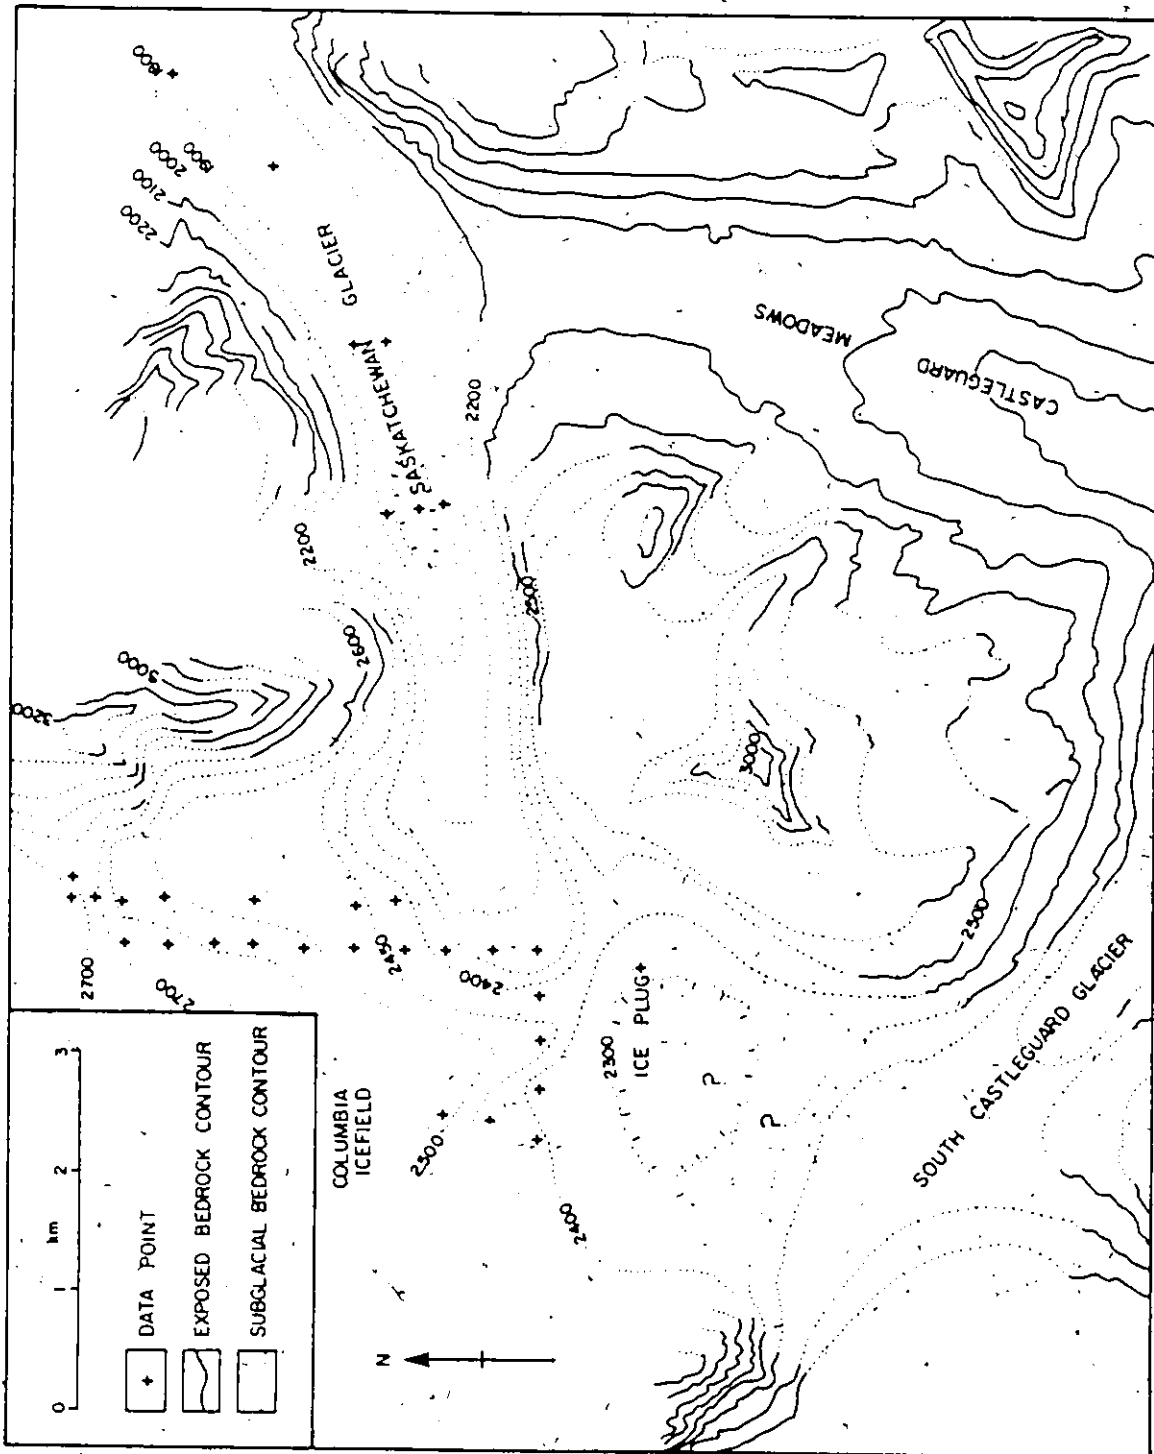 0
1
2
3
km
DATA POINT
EXPOSED BEDROCK CONTOUR
SUBGLACIAL BEDROCK CONTOUR
N
COLUMBIA
ICEFIELD
2700
2700
3200
3000
2600
2200
2200
2100
2000
1900
1800
SASKATCHEWAN GLACIER
2200
2500
2450
2400
2500
2400
2300
ICE PLUG
?
?
3000
2500
CASTLEGUARD
MEADOWS
SOUTH CASTLEGUARD GLACIER